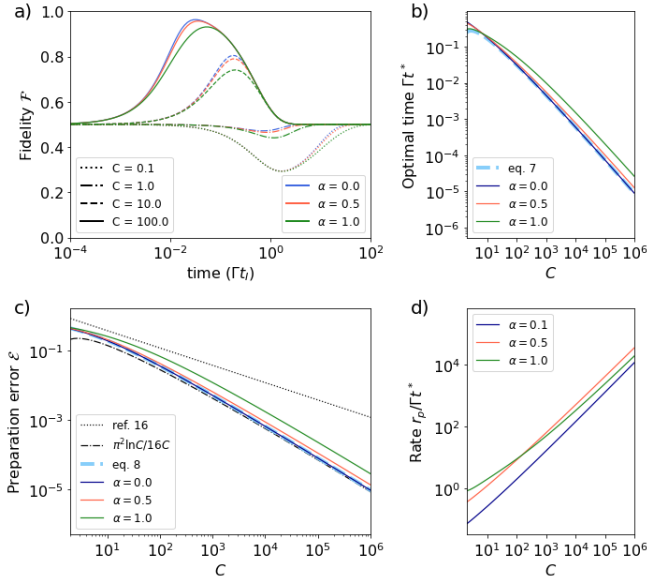 a)
Fidelity 𝓕
1.0
0.8
0.6
0.4
0.2
0.0
C = 0.1
C = 1.0
C = 10.0
C = 100.0
α = 0.0
α = 0.5
α = 1.0
10⁻⁴ 10⁻² 10⁰ 10²
time (Γt_I)
b)
Optimal time Γt*
10⁻¹
10⁻²
10⁻³
10⁻⁴
10⁻⁵
10⁻⁶
eq. 7
α = 0.0
α = 0.5
α = 1.0
10¹ 10² 10³ 10⁴ 10⁵ 10⁶
C
c)
Preparation error 𝓔
10⁻¹
10⁻³
10⁻⁵
ref. 16
π²lnC/16C
eq. 8
α = 0.0
α = 0.5
α = 1.0
10¹ 10² 10³ 10⁴ 10⁵ 10⁶
C
d)
Rate r_p/Γt*
10⁴
10²
10⁰
α = 0.1
α = 0.5
α = 1.0
10¹ 10² 10³ 10⁴ 10⁵ 10⁶
C